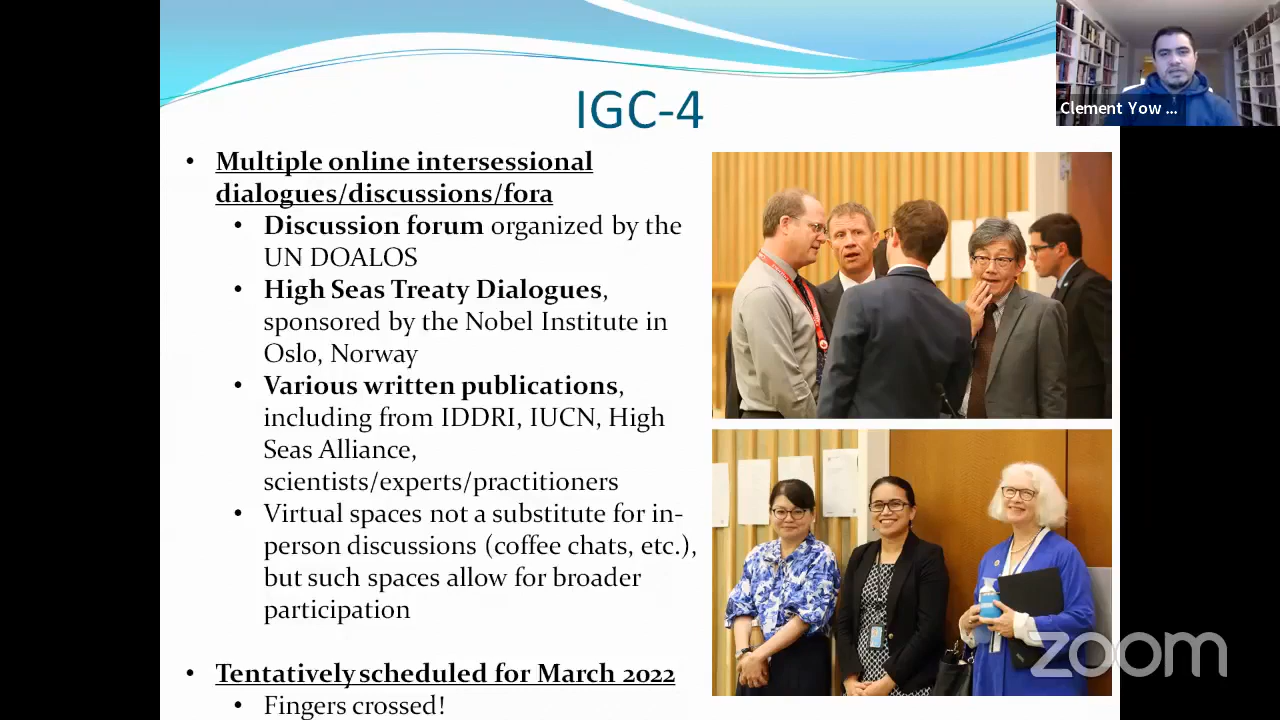 IGC-4
Clement Yow ...
• Multiple online intersessional
dialogues/discussions/fora
• Discussion forum organized by the
UN DOALOS
• High Seas Treaty Dialogues,
sponsored by the Nobel Institute in
Oslo, Norway
• Various written publications,
including from IDDRI, IUCN, High
Seas Alliance,
scientists/experts/practitioners
• Virtual spaces not a substitute for in-
person discussions (coffee chats, etc.),
but such spaces allow for broader
participation
• Tentatively scheduled for March 2022
• Fingers crossed!
zoom